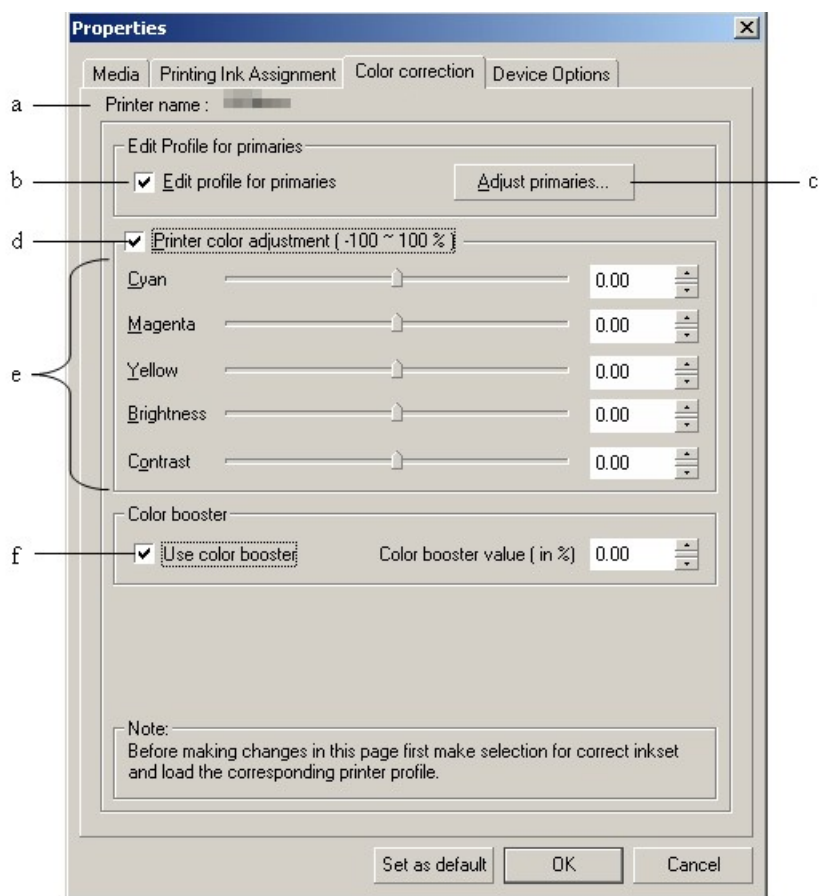 Properties
Media Printing Ink Assignment Color correction Device Options
a Printer name :
Edit Profile for primaries
b Edit profile for primaries Adjust primaries... c
d Printer color adjustment ( -100 ~ 100 % )
Cyan 0.00
Magenta 0.00
e Yellow 0.00
Brightness 0.00
Contrast 0.00
Color booster
f Use color booster Color booster value ( in %) 0.00
Note:
Before making changes in this page first make selection for correct inkset
and load the corresponding printer profile.
Set as default OK Cancel